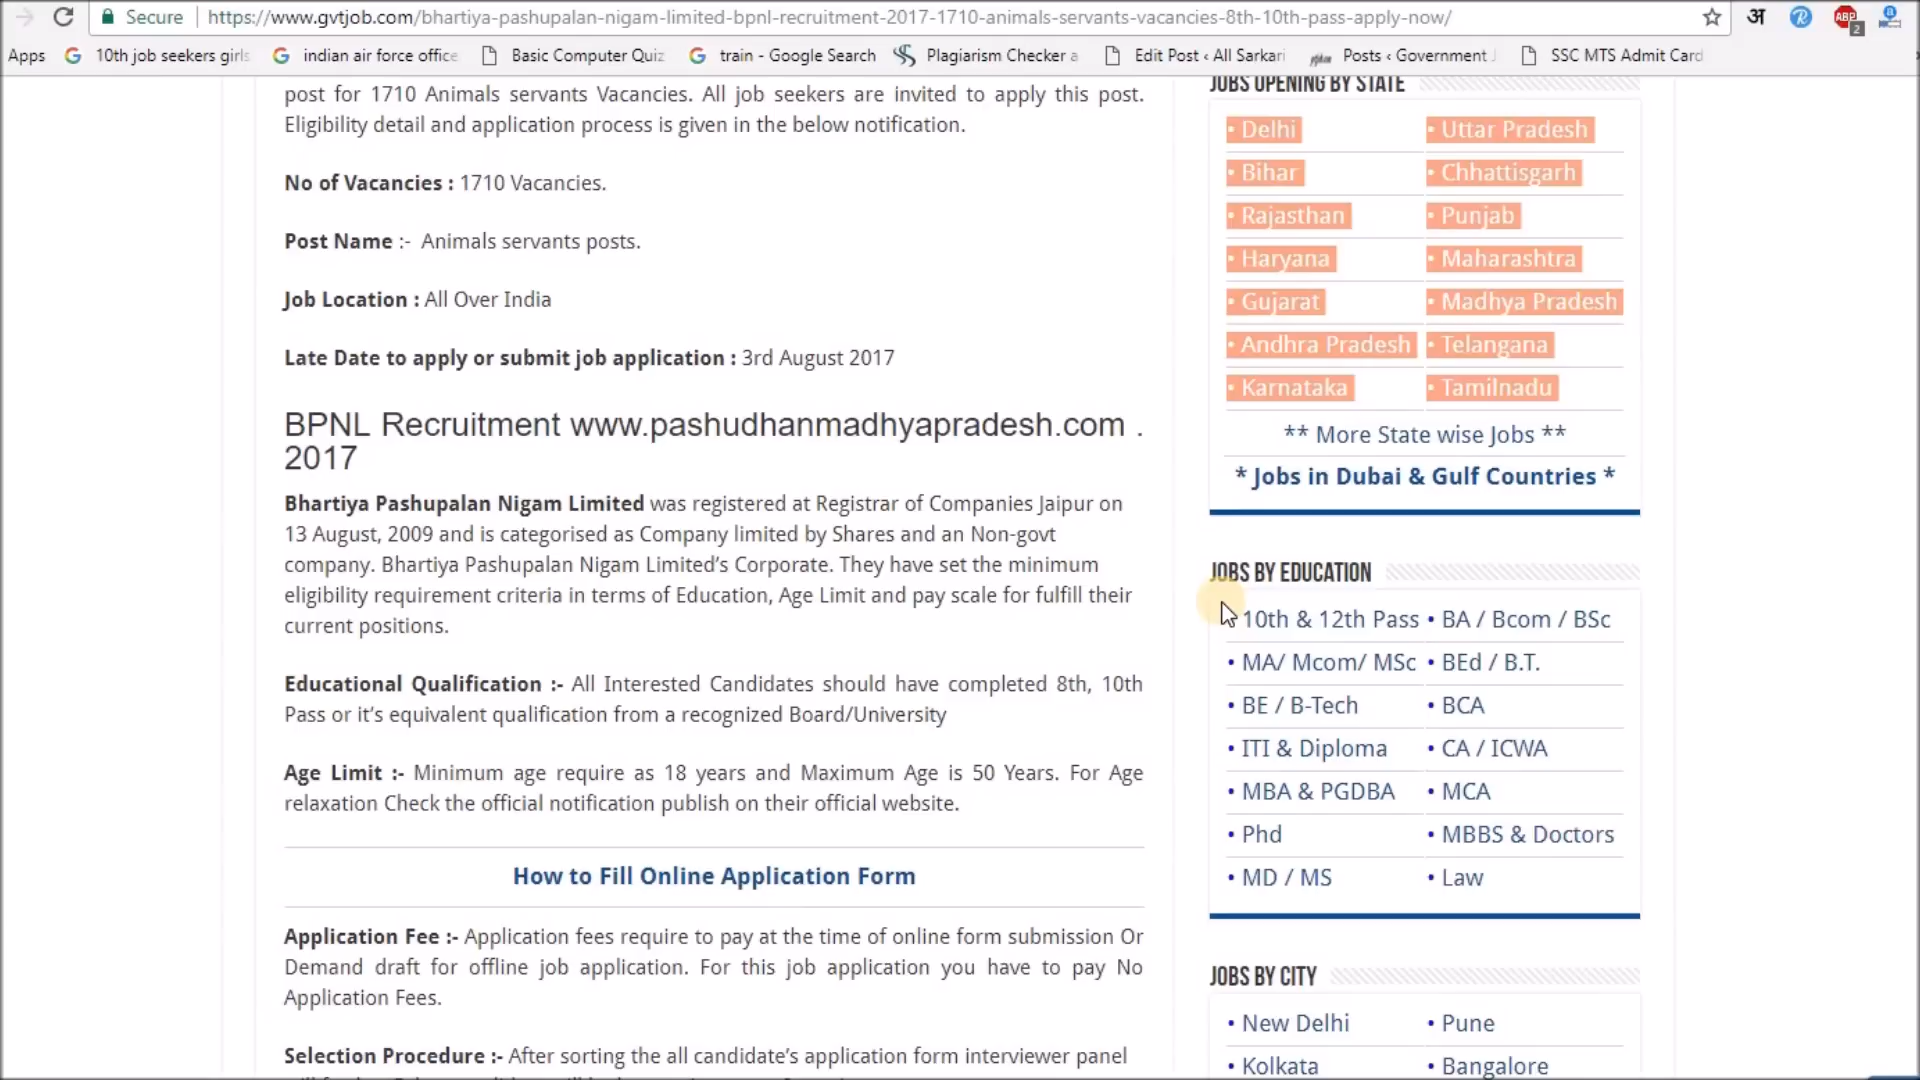 Secure
https://www.gvtjob.com/bhartiya-pashupalan-nigam-limited-bpnl-recruitment-2017-1710-animals-servants-vacancies-8th-10th-pass-apply-now/
अ
ABP
2
Apps
10th job seekers girls
indian air force office
Basic Computer Quiz
train - Google Search
Plagiarism Checker a
Edit Post ‹ All Sarkari
Posts ‹ Government J
SSC MTS Admit Card
post for 1710 Animals servants Vacancies. All job seekers are invited to apply this post.
Eligibility detail and application process is given in the below notification.
No of Vacancies : 1710 Vacancies.
Post Name :- Animals servants posts.
Job Location : All Over India
Late Date to apply or submit job application : 3rd August 2017
BPNL Recruitment www.pashudhanmadhyapradesh.com .
2017
Bhartiya Pashupalan Nigam Limited was registered at Registrar of Companies Jaipur on
13 August, 2009 and is categorised as Company limited by Shares and an Non-govt
company. Bhartiya Pashupalan Nigam Limited's Corporate. They have set the minimum
eligibility requirement criteria in terms of Education, Age Limit and pay scale for fulfill their
current positions.
Educational Qualification :- All Interested Candidates should have completed 8th, 10th
Pass or it's equivalent qualification from a recognized Board/University
Age Limit :- Minimum age require as 18 years and Maximum Age is 50 Years. For Age
relaxation Check the official notification publish on their official website.
How to Fill Online Application Form
Application Fee :- Application fees require to pay at the time of online form submission Or
Demand draft for offline job application. For this job application you have to pay No
Application Fees.
Selection Procedure :- After sorting the all candidate's application form interviewer panel
JOBS OPENING BY STATE
• Delhi • Uttar Pradesh
• Bihar • Chhattisgarh
• Rajasthan • Punjab
• Haryana • Maharashtra
• Gujarat • Madhya Pradesh
• Andhra Pradesh • Telangana
• Karnataka • Tamilnadu
** More State wise Jobs **
* Jobs in Dubai & Gulf Countries *
JOBS BY EDUCATION
10th & 12th Pass • BA / Bcom / BSc
• MA/ Mcom/ MSc • BEd / B.T.
• BE / B-Tech • BCA
• ITI & Diploma • CA / ICWA
• MBA & PGDBA • MCA
• Phd • MBBS & Doctors
• MD / MS • Law
JOBS BY CITY
• New Delhi • Pune
• Kolkata • Bangalore